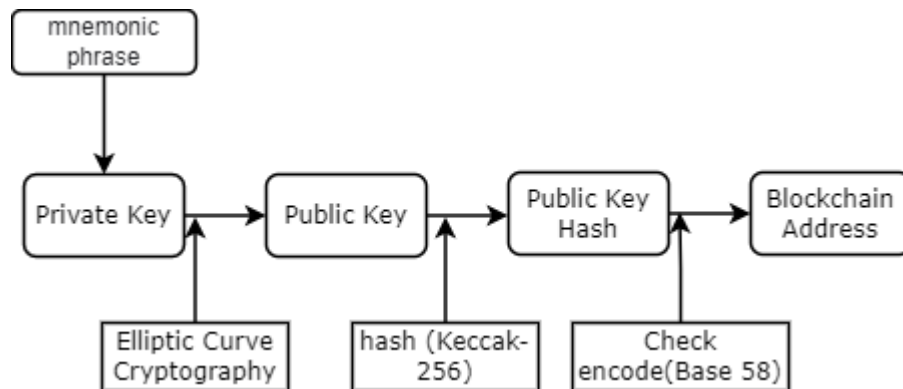 mnemonic
phrase
Private Key
Public Key
Public Key
Hash
Blockchain
Address
Elliptic Curve
Cryptography
hash (Keccak-
256)
Check
encode(Base 58)